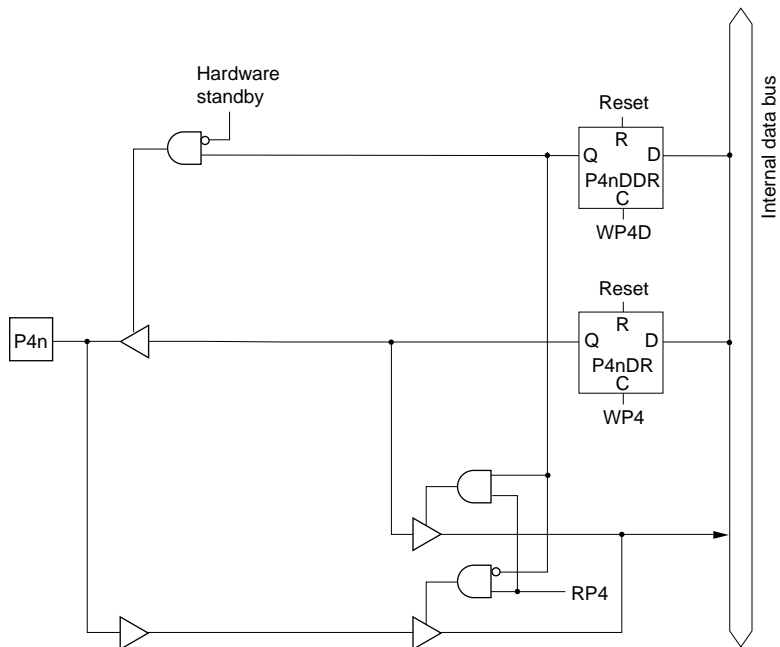 Hardware
standby
Reset
R
Q
D
P4nDDR
C
WP4D
Internal data bus
Reset
R
P4n
Q
D
P4nDR
C
WP4
RP4